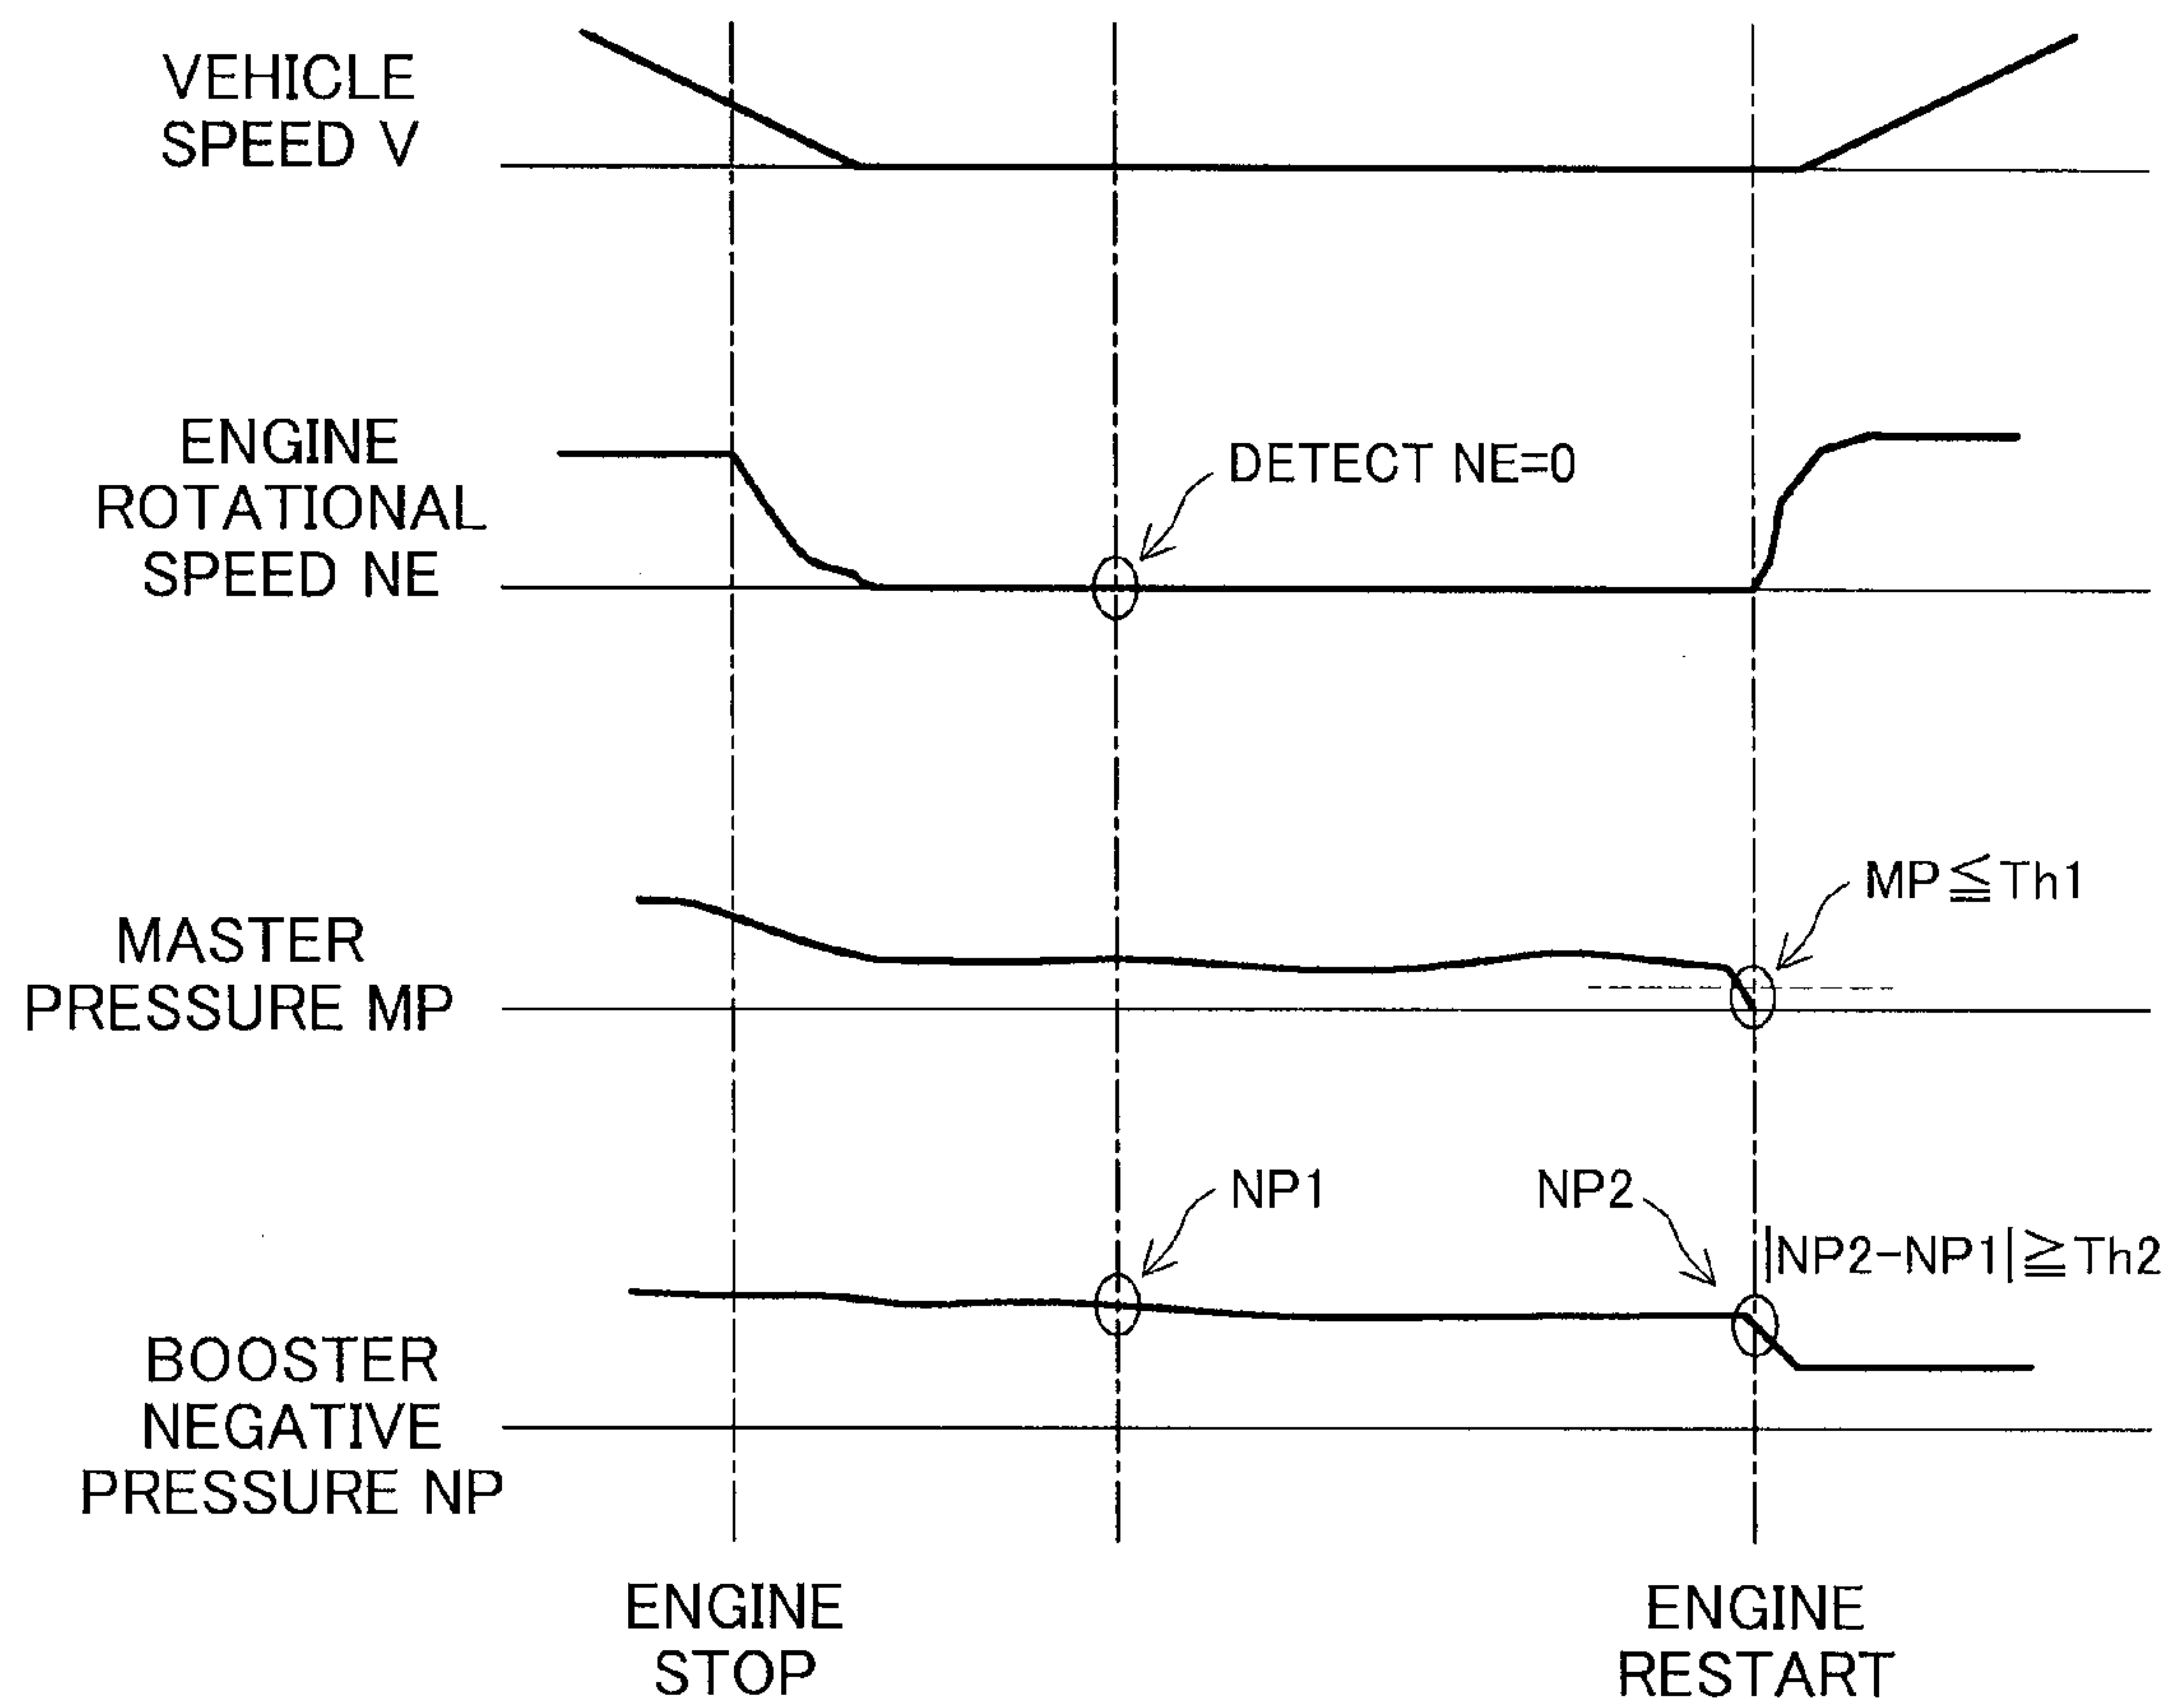 VEHICLE
SPEED V
ENGINE
ROTATIONAL
SPEED NE
DETECT NE=0
MASTER
PRESSURE MP
MP≦Th1
NP1
NP2
|NP2-NP1|≧Th2
BOOSTER
NEGATIVE
PRESSURE NP
ENGINE
STOP
ENGINE
RESTART